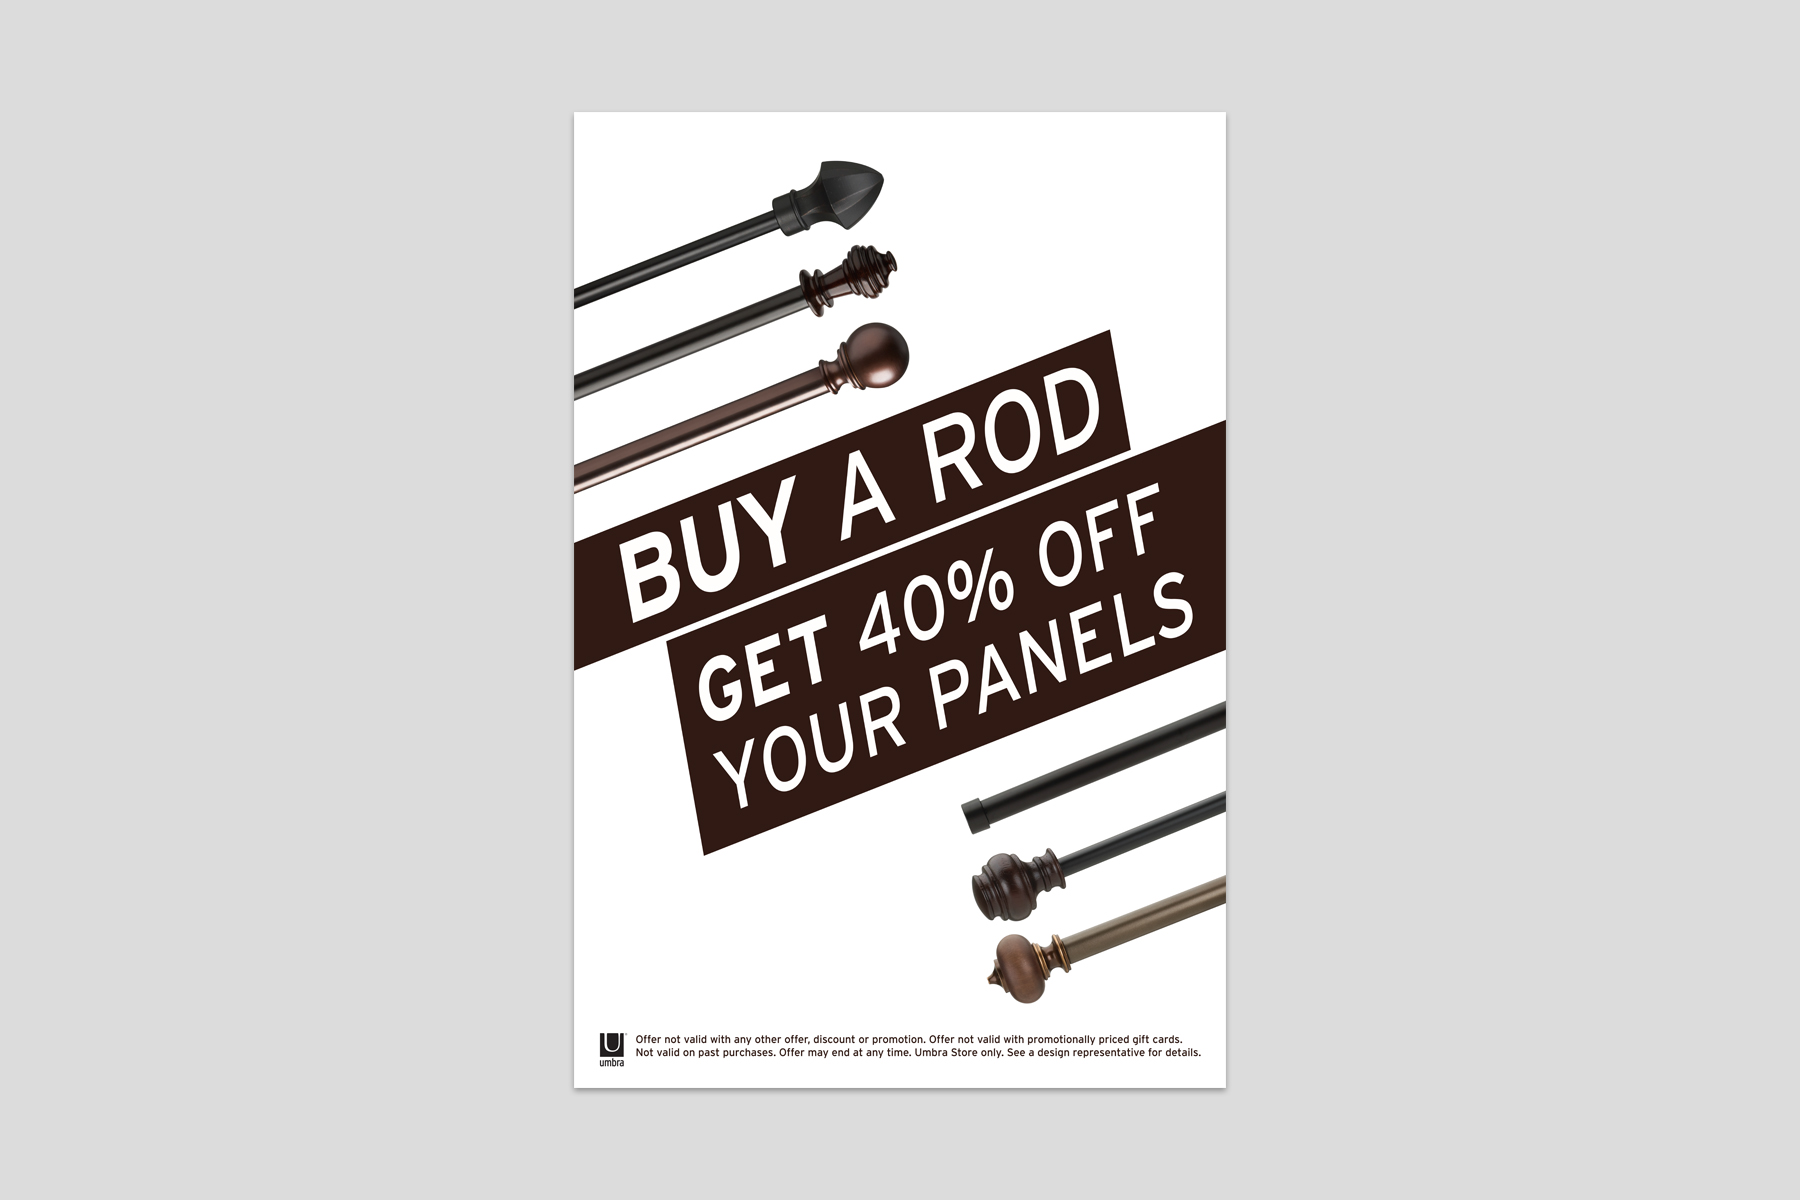 BUY A ROD
GET 40% OFF
YOUR PANELS
umbra
Offer not valid with any other offer, discount or promotion. Offer not valid with promotionally priced gift cards.
Not valid on past purchases. Offer may end at any time. Umbra Store only. See a design representative for details.